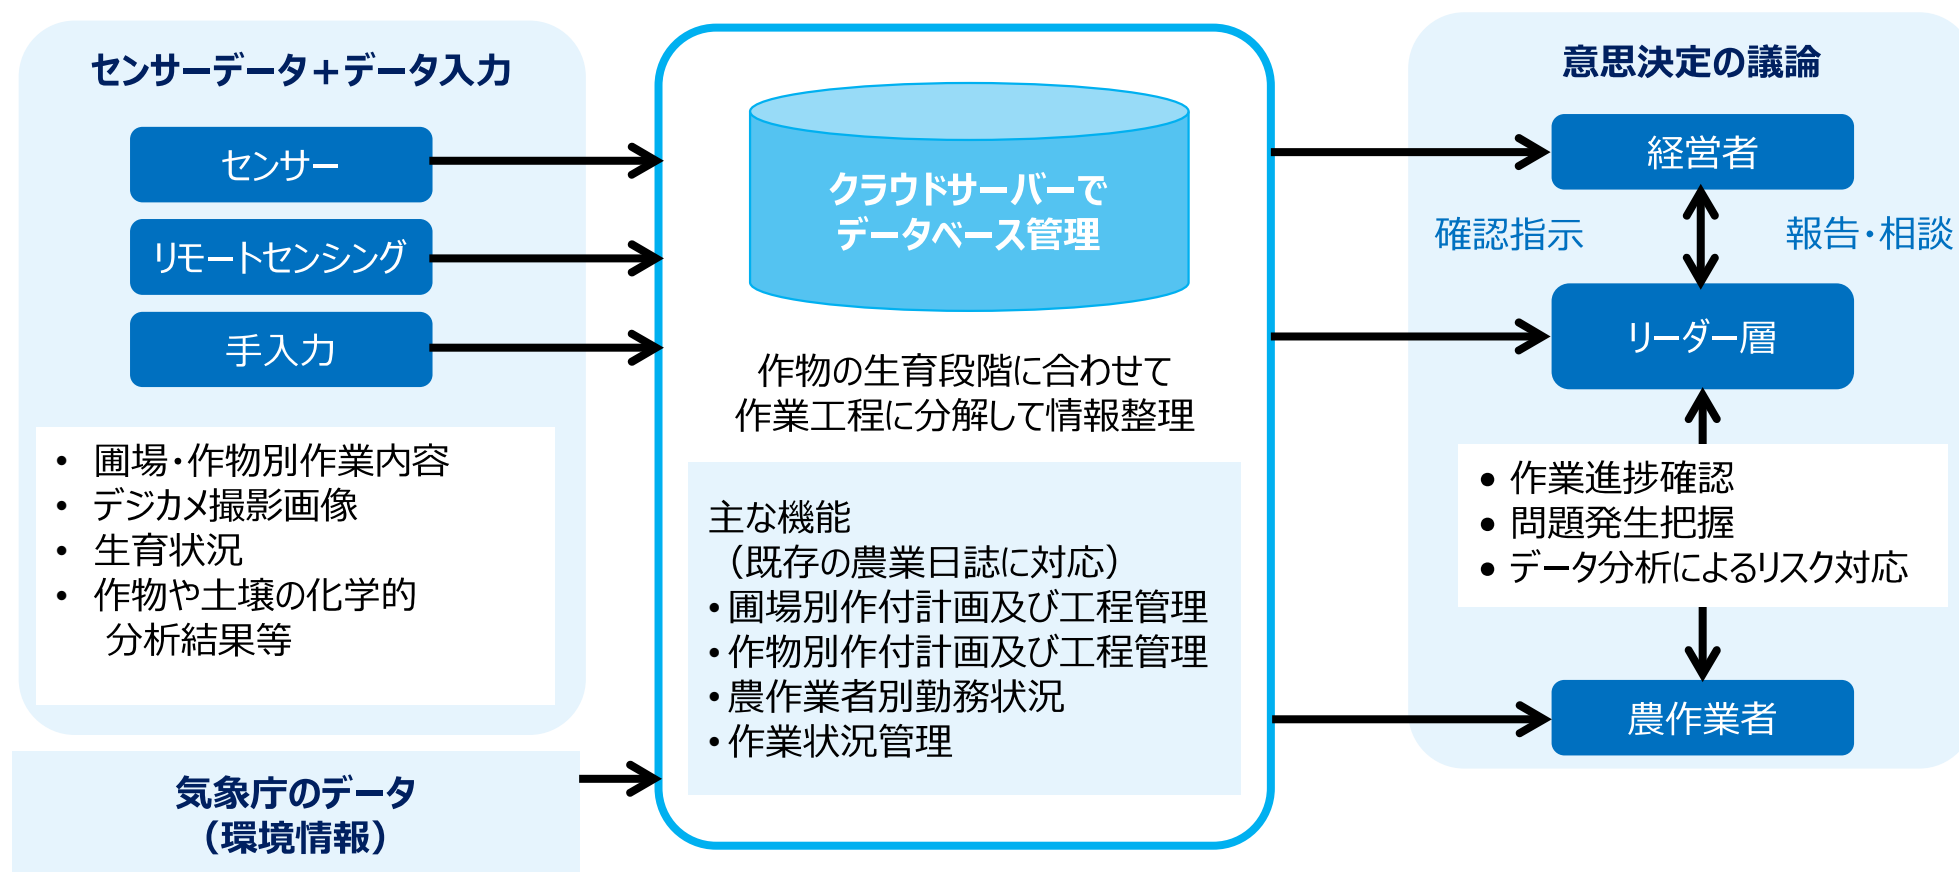 センサーデータ+データ入力
センサー
リモートセンシング
手入力
• 圃場・作物別作業内容
• デジカメ撮影画像
• 生育状況
• 作物や土壌の化学的
分析結果等
気象庁のデータ
（環境情報）
クラウドサーバーで
データベース管理
作物の生育段階に合わせて
作業工程に分解して情報整理
主な機能
（既存の農業日誌に対応）
• 圃場別作付計画及び工程管理
• 作物別作付計画及び工程管理
• 農作業者別勤務状況
• 作業状況管理
意思決定の議論
経営者
確認指示
報告・相談
リーダー層
• 作業進捗確認
• 問題発生把握
• データ分析によるリスク対応
農作業者